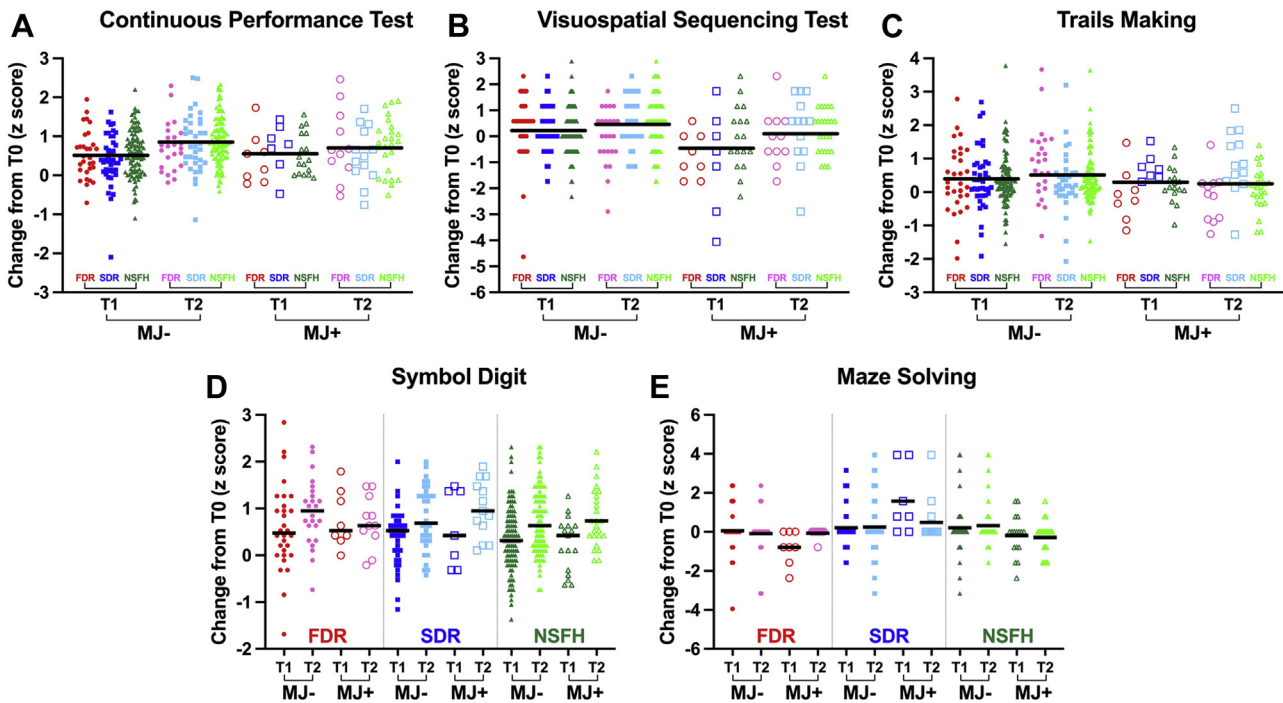 A
Continuous Performance Test
Change from T0 (z score)
3
2
1
0
1
2
-3
FDR SDR NSFH FDR SDR NSFH FDR SDR NSFH FDR SDR NSFH
T1 T2 T1 T2
MJ- MJ+
B
Visuospatial Sequencing Test
Change from T0 (z score)
3
2
1
0
-1
-2
-3
-4
-5
-6
FDR SDR NSFH FDR SDR NSFH FDR SDR NSFH FDR SDR NSFH
T1 T2 T1 T2
MJ- MJ+
C
Trails Making
Change from T0 (z score)
4
3
2
1
0
-1
-2
-3
FDR SDR NSFH FDR SDR NSFH FDR SDR NSFH FDR SDR NSFH
T1 T2 T1 T2
MJ- MJ+
D
Symbol Digit
Change from T0 (z score)
3
2
1
0
-1
-2
FDR SDR NSFH
T1 T2 T1 T2 T1 T2 T1 T2 T1 T2 T1 T2
MJ- MJ+ MJ- MJ+ MJ- MJ+
E
Maze Solving
Change from T0 (z score)
6
4
2
0
-2
-4
-6
FDR SDR NSFH
T1 T2 T1 T2 T1 T2 T1 T2 T1 T2 T1 T2
MJ- MJ+ MJ- MJ+ MJ- MJ+